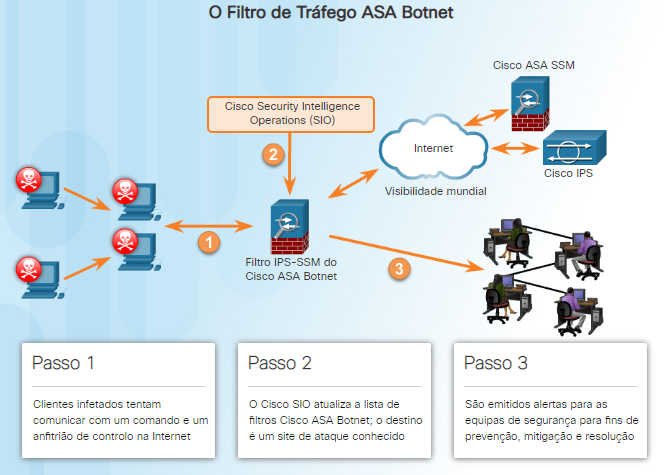 O Filtro de Tráfego ASA Botnet
Cisco ASA SSM
Cisco Security Intelligence
Operations (SIO)
Internet
2
Cisco IPS
Visibilidade mundial
1
Filtro IPS-SSM do
Cisco ASA Botnet
3
Passo 1
Clientes infetados tentam
comunicar com um comando e um
anfitrião de controlo na Internet
Passo 2
O Cisco SIO atualiza a lista de
filtros Cisco ASA Botnet; o destino
é um site de ataque conhecido
Passo 3
São emitidos alertas para as
equipas de segurança para fins de
prevenção, mitigação e resolução